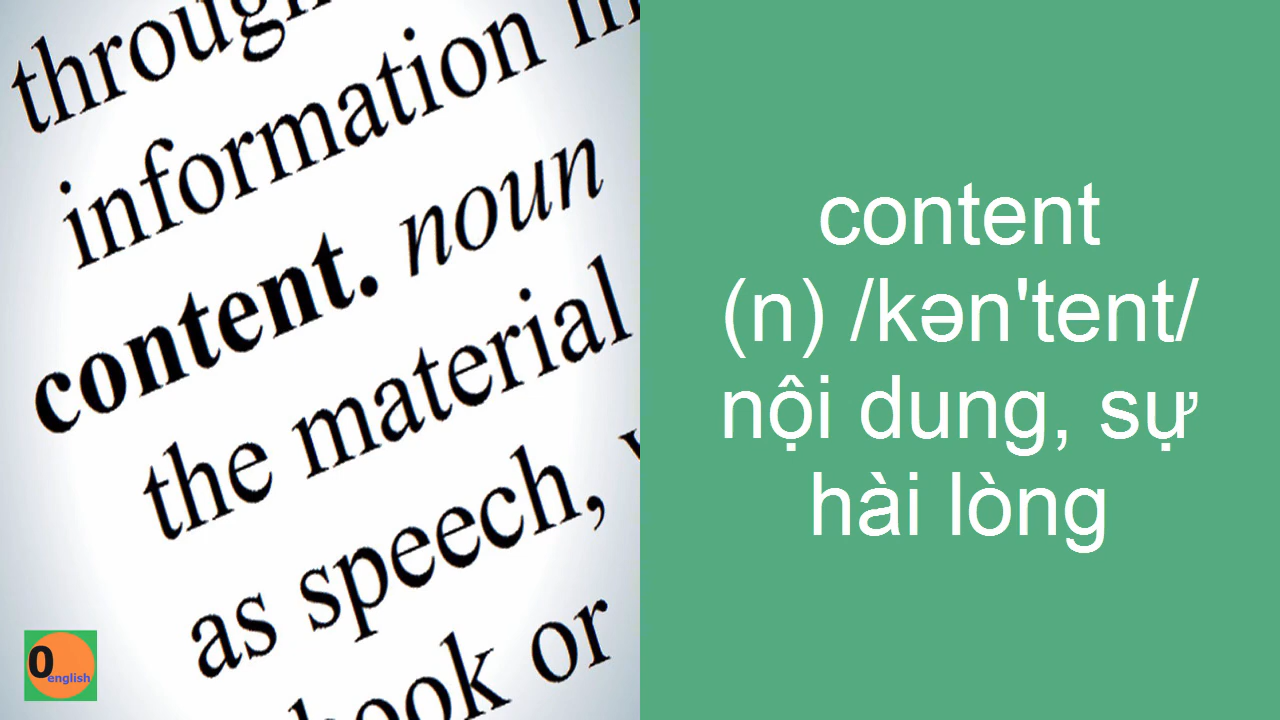 through
information in
content. noun
the material
as speech,
book or
0
english
content
(n) /kən'tent/
nội dung, sự
hài lòng